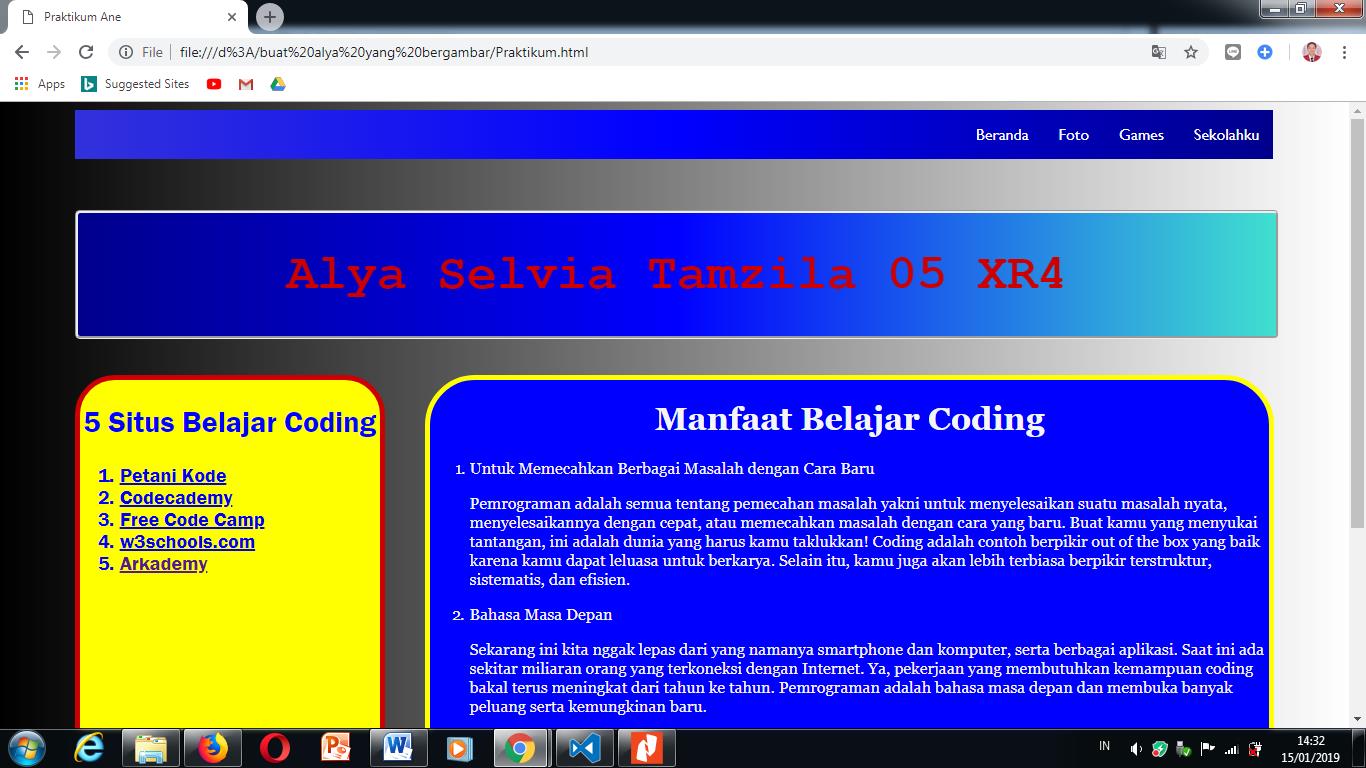 Praktikum Ane
File
file:///d%3A/buat%20alya%20yang%20bergambar/Praktikum.html
Apps
Suggested Sites
Beranda Foto Games Sekolahku
Alya Selvia Tamzila 05 XR4
5 Situs Belajar Coding
1. Petani Kode
2. Codecademy
3. Free Code Camp
4. w3schools.com
5. Arkademy
Manfaat Belajar Coding
1. Untuk Memecahkan Berbagai Masalah dengan Cara Baru
Pemrograman adalah semua tentang pemecahan masalah yakni untuk menyelesaikan suatu masalah nyata,
menyelesaikannya dengan cepat, atau memecahkan masalah dengan cara yang baru. Buat kamu yang menyukai
tantangan, ini adalah dunia yang harus kamu taklukkan! Coding adalah contoh berpikir out of the box yang baik
karena kamu dapat leluasa untuk berkarya. Selain itu, kamu juga akan lebih terbiasa berpikir terstruktur,
sistematis, dan efisien.
2. Bahasa Masa Depan
Sekarang ini kita nggak lepas dari yang namanya smartphone dan komputer, serta berbagai aplikasi. Saat ini ada
sekitar miliaran orang yang terkoneksi dengan Internet. Ya, pekerjaan yang membutuhkan kemampuan coding
bakal terus meningkat dari tahun ke tahun. Pemrograman adalah bahasa masa depan dan membuka banyak
peluang serta kemungkinan baru.
IN
14:32
15/01/2019